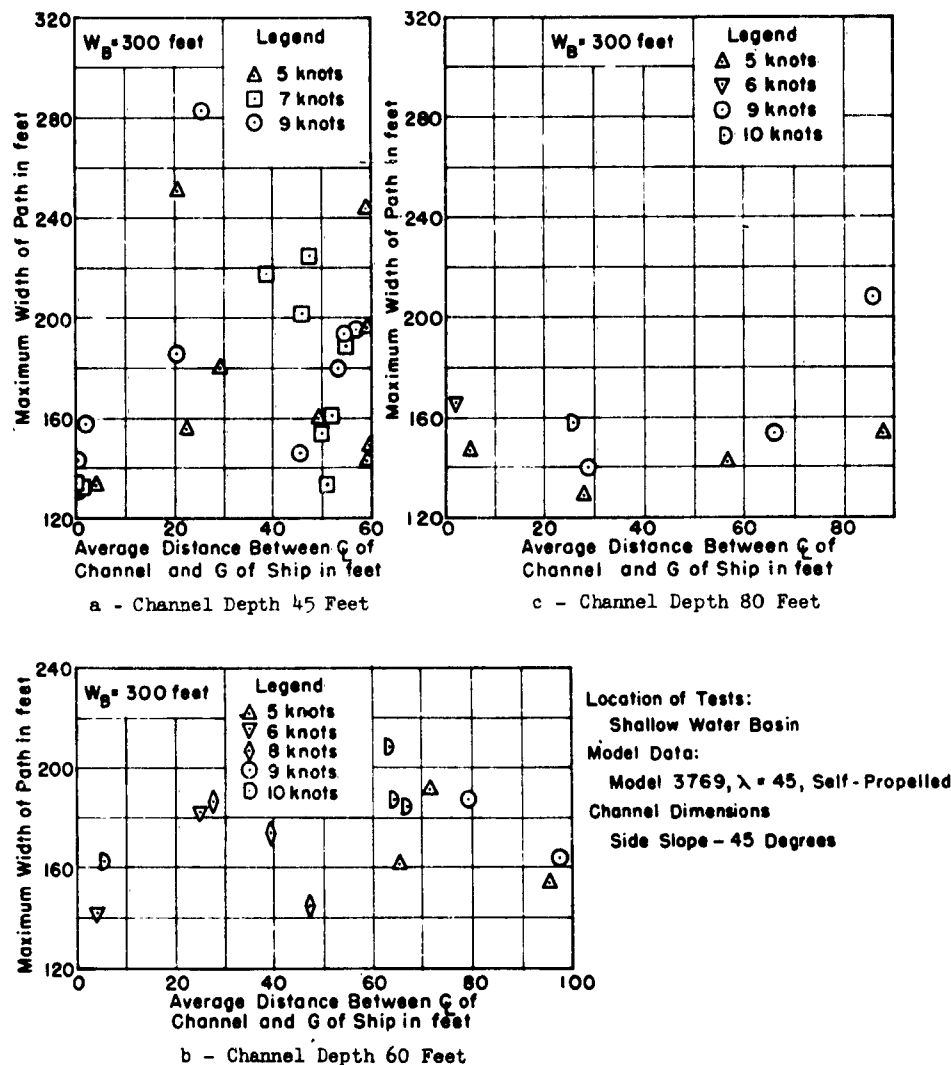 W_B = 300 feet
Legend
5 knots
7 knots
9 knots
320
280
240
200
160
120
0
20
40
60
Maximum Width of Path in feet
Average Distance Between ℄ of
Channel and G of Ship in feet
a - Channel Depth 45 Feet
W_B = 300 feet
Legend
5 knots
6 knots
9 knots
10 knots
320
280
240
200
160
120
0
20
40
60
80
Maximum Width of Path in feet
Average Distance Between ℄ of
Channel and G of Ship in feet
c - Channel Depth 80 Feet
W_B = 300 feet
Legend
5 knots
6 knots
8 knots
9 knots
10 knots
240
200
160
120
0
20
40
60
80
100
Maximum Width of Path in feet
Average Distance Between ℄ of
Channel and G of Ship in feet
b - Channel Depth 60 Feet
Location of Tests:
Shallow Water Basin
Model Data:
Model 3769, λ = 45, Self-Propelled
Channel Dimensions
Side Slope - 45 Degrees